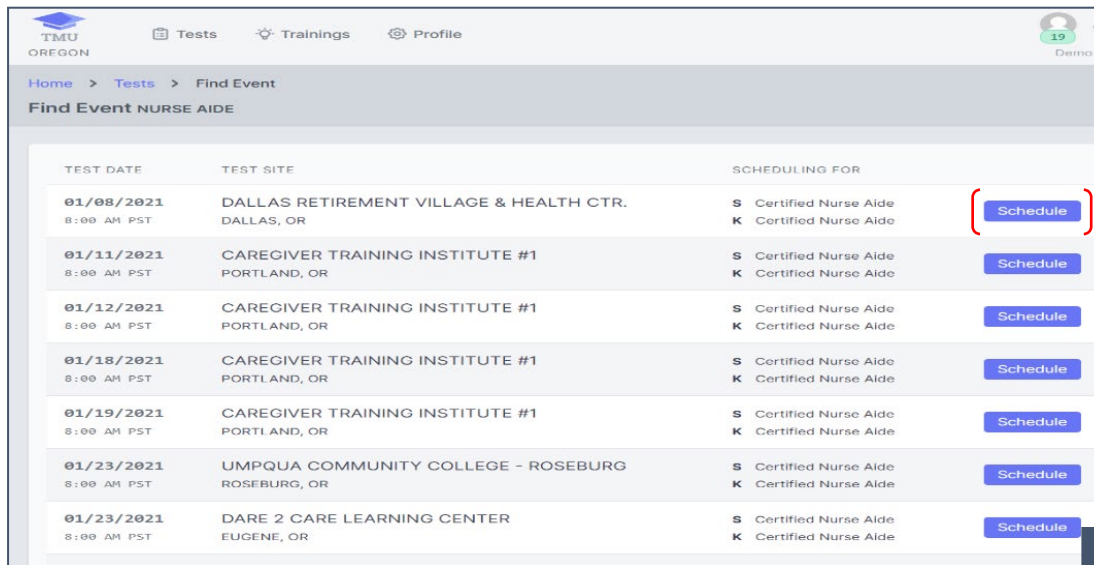 TMU
OREGON
Tests Trainings Profile
19
Demo
Home > Tests > Find Event
Find Event NURSE AIDE
TEST DATE TEST SITE SCHEDULING FOR
01/08/2021 DALLAS RETIREMENT VILLAGE & HEALTH CTR. S Certified Nurse Aide Schedule
8:00 AM PST DALLAS, OR K Certified Nurse Aide
01/11/2021 CAREGIVER TRAINING INSTITUTE #1 S Certified Nurse Aide Schedule
8:00 AM PST PORTLAND, OR K Certified Nurse Aide
01/12/2021 CAREGIVER TRAINING INSTITUTE #1 S Certified Nurse Aide Schedule
8:00 AM PST PORTLAND, OR K Certified Nurse Aide
01/18/2021 CAREGIVER TRAINING INSTITUTE #1 S Certified Nurse Aide Schedule
8:00 AM PST PORTLAND, OR K Certified Nurse Aide
01/19/2021 CAREGIVER TRAINING INSTITUTE #1 S Certified Nurse Aide Schedule
8:00 AM PST PORTLAND, OR K Certified Nurse Aide
01/23/2021 UMPQUA COMMUNITY COLLEGE - ROSEBURG S Certified Nurse Aide Schedule
8:00 AM PST ROSEBURG, OR K Certified Nurse Aide
01/23/2021 DARE 2 CARE LEARNING CENTER S Certified Nurse Aide Schedule
8:00 AM PST EUGENE, OR K Certified Nurse Aide